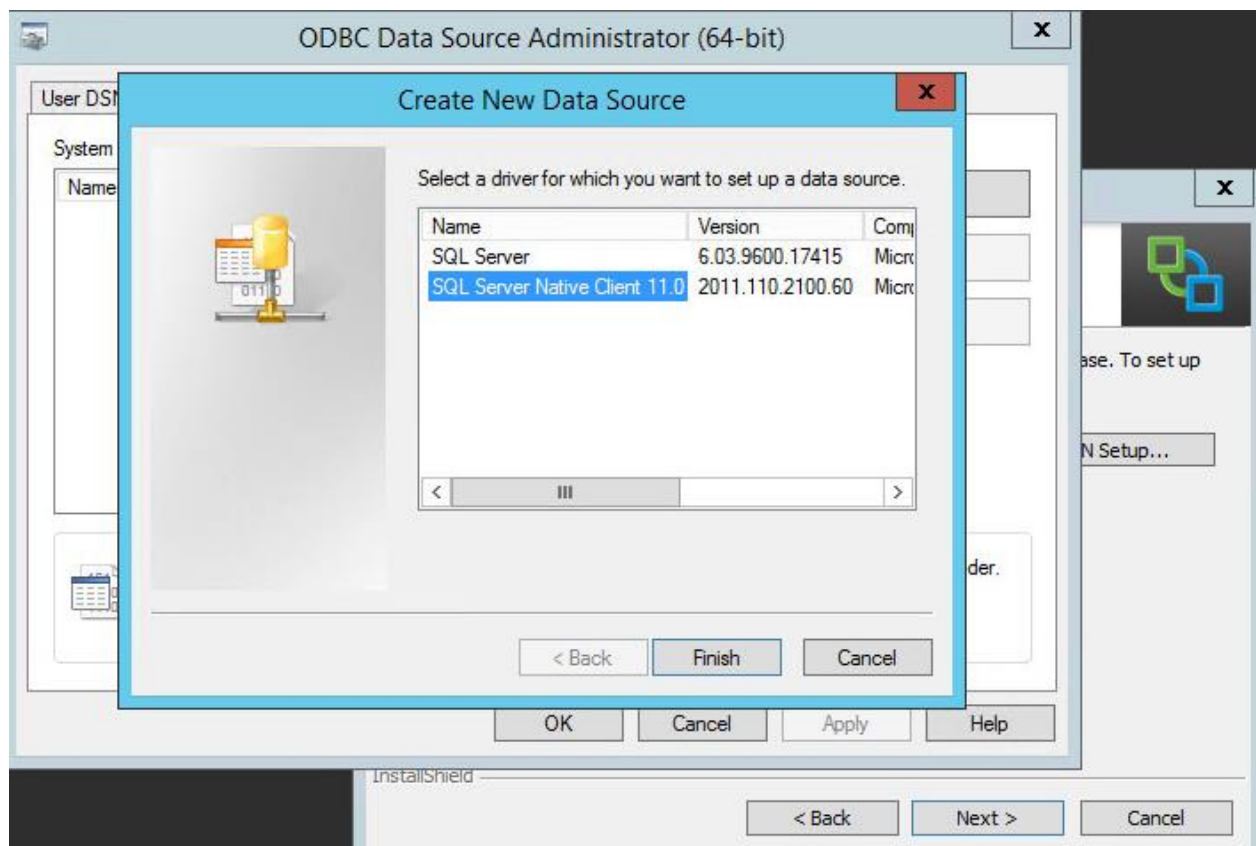 ODBC Data Source Administrator (64-bit)
x
User DSN
Create New Data Source
x
System
Name
Select a driver for which you want to set up a data source.
Name Version Comp
SQL Server 6.03.9600.17415 Micro
SQL Server Native Client 11.0 2011.110.2100.60 Micro
x
ase. To set up
N Setup...
der.
< Back Finish Cancel
OK Cancel Apply Help
InstallShield
< Back Next > Cancel